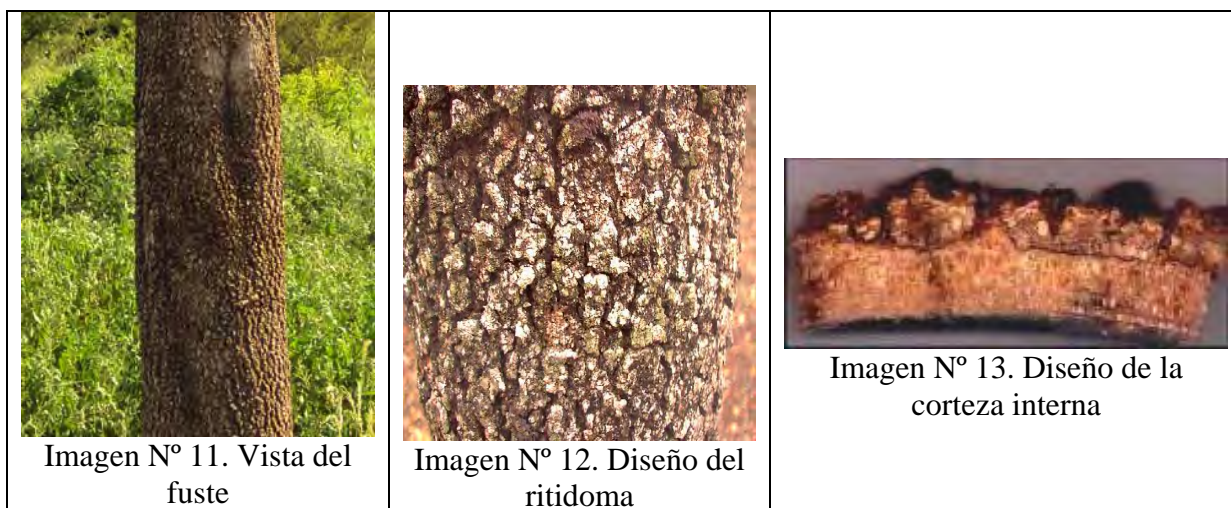 Imagen Nº 11. Vista del
fuste
Imagen Nº 12. Diseño del
ritidoma
Imagen Nº 13. Diseño de la
corteza interna